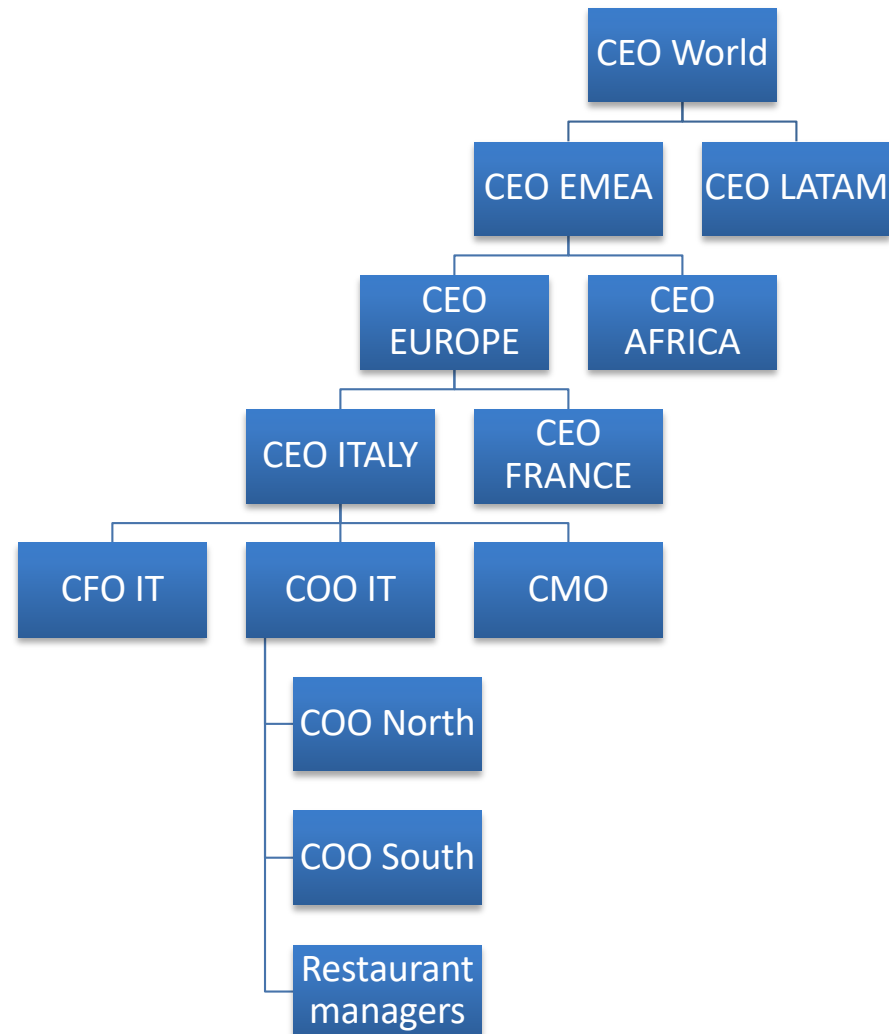 CEO World
CEO EMEA
CEO LATAM
CEO
EUROPE
CEO
AFRICA
CEO ITALY
CEO
FRANCE
CFO IT
COO IT
CMO
COO North
COO South
Restaurant
managers